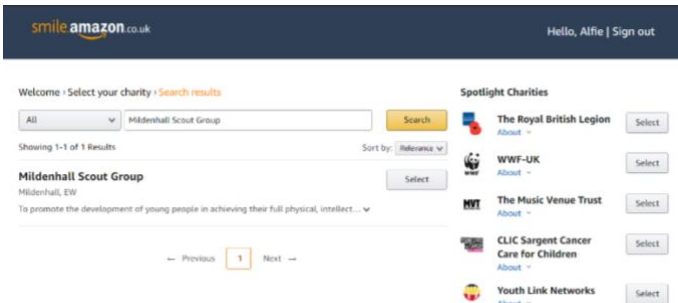 smile.amazon.co.uk
Hello, Alfie | Sign out
Welcome › Select your charity › Search results
All
Mildenhall Scout Group
Search
Showing 1-1 of 1 Results
Sort by: Relevance
Mildenhall Scout Group
Select
Mildenhall, EW
To promote the development of young people in achieving their full physical, intellect...
← Previous 1 Next →
Spotlight Charities
The Royal British Legion
About
Select
WWF-UK
About
Select
WWF
MVT
The Music Venue Trust
About
Select
CLIC Sargent Cancer
Care for Children
About
Select
Youth Link Networks
About
Select